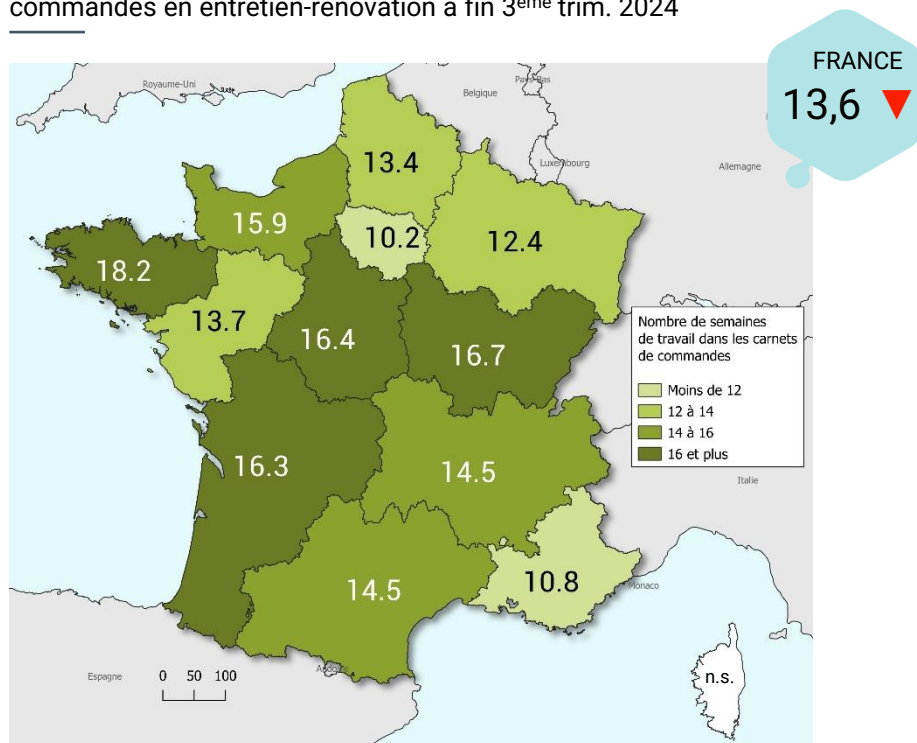 commandes en entretien-rénovation à fin 3ème trim. 2024
FRANCE
13,6
Royaume-Uni
Pays-Bas
Belgique
Luxembourg
Allemagne
13.4
15.9
10.2
12.4
18.2
13.7
16.4
16.7
Nombre de semaines
de travail dans les carnets
de commandes
Moins de 12
12 à 14
14 à 16
16 et plus
16.3
14.5
Italie
14.5
10.8
Monaco
Espagne
0 50 100
Andorre
n.s.